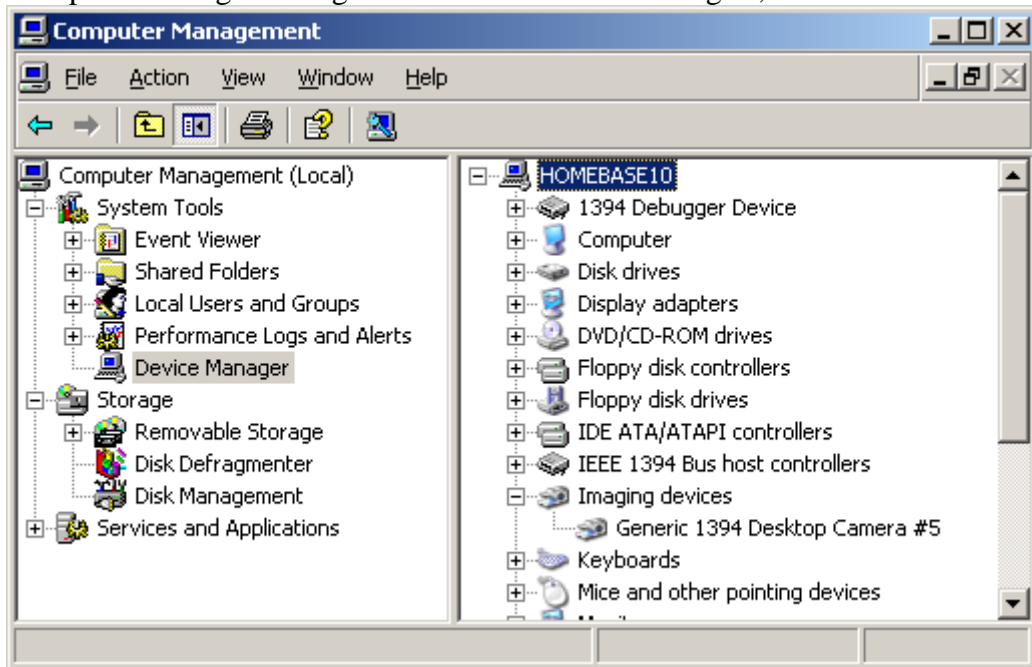 Computer Management
File Action View Window Help
Computer Management (Local)
System Tools
Event Viewer
Shared Folders
Local Users and Groups
Performance Logs and Alerts
Device Manager
Storage
Removable Storage
Disk Defragmenter
Disk Management
Services and Applications
HOMEBASE10
1394 Debugger Device
Computer
Disk drives
Display adapters
DVD/CD-ROM drives
Floppy disk controllers
Floppy disk drives
IDE ATA/ATAPI controllers
IEEE 1394 Bus host controllers
Imaging devices
Generic 1394 Desktop Camera #5
Keyboards
Mice and other pointing devices